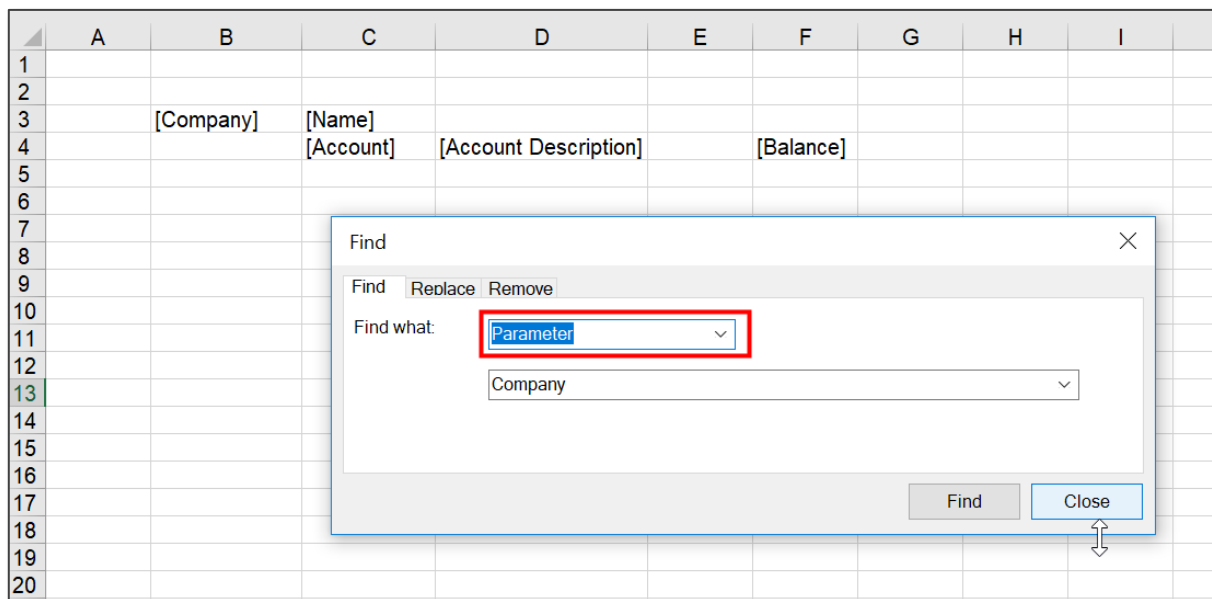 A B C D E F G H I
1
2
3 [Company] [Name]
4 [Account] [Account Description] [Balance]
5
6
7
8
9
10
11
12
13
14
15
16
17
18
19
20
Find
Find Replace Remove
Find what: Parameter
Company
Find Close